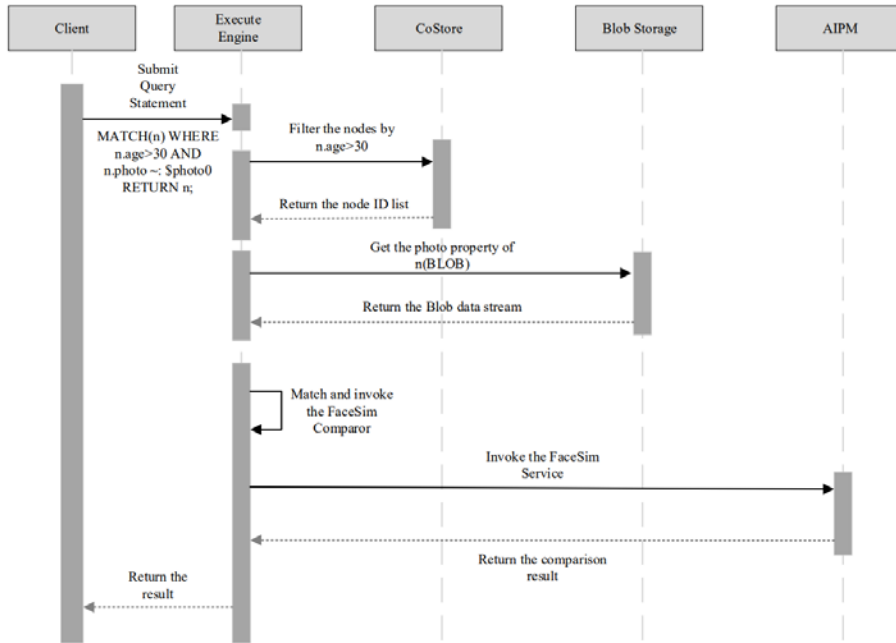 Client
Execute
Engine
CoStore
Blob Storage
AIPM
Submit
Query
Statement
MATCH(n) WHERE
n.age>30 AND
n.photo ~: $photo0
RETURN n;
Filter the nodes by
n.age>30
Return the node ID list
Get the photo property of
n(BLOB)
Return the Blob data stream
Match and invoke
the FaceSim
Comparor
Invoke the FaceSim
Service
Return the comparison
result
Return the
result